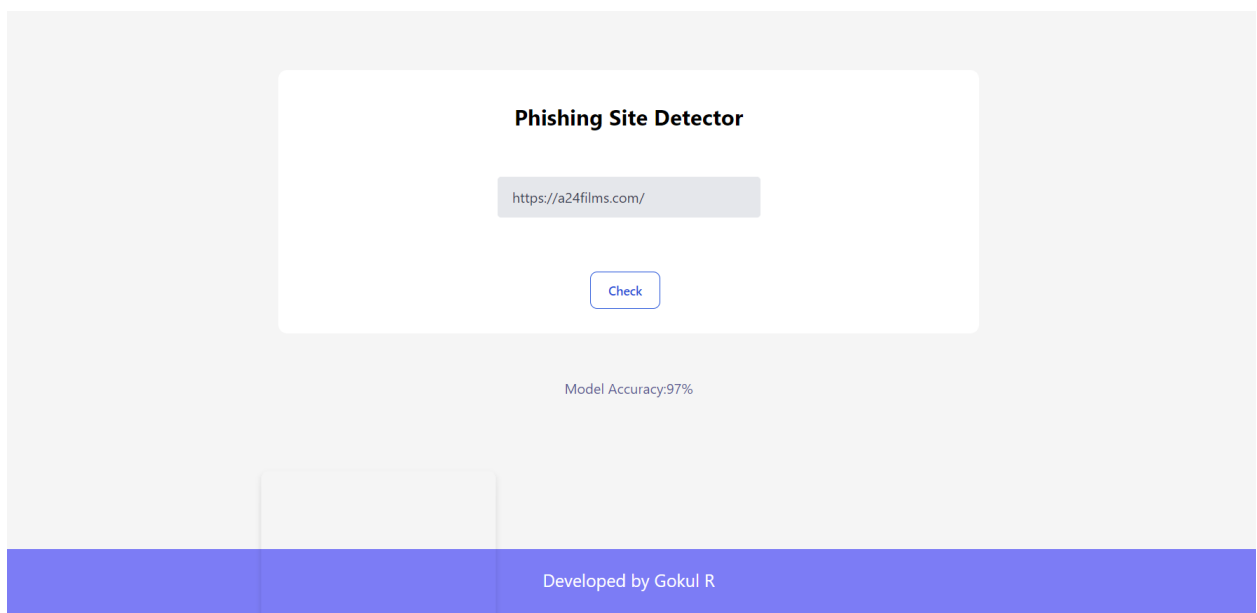 Phishing Site Detector
https://a24films.com/
Check
Model Accuracy:97%
Developed by Gokul R